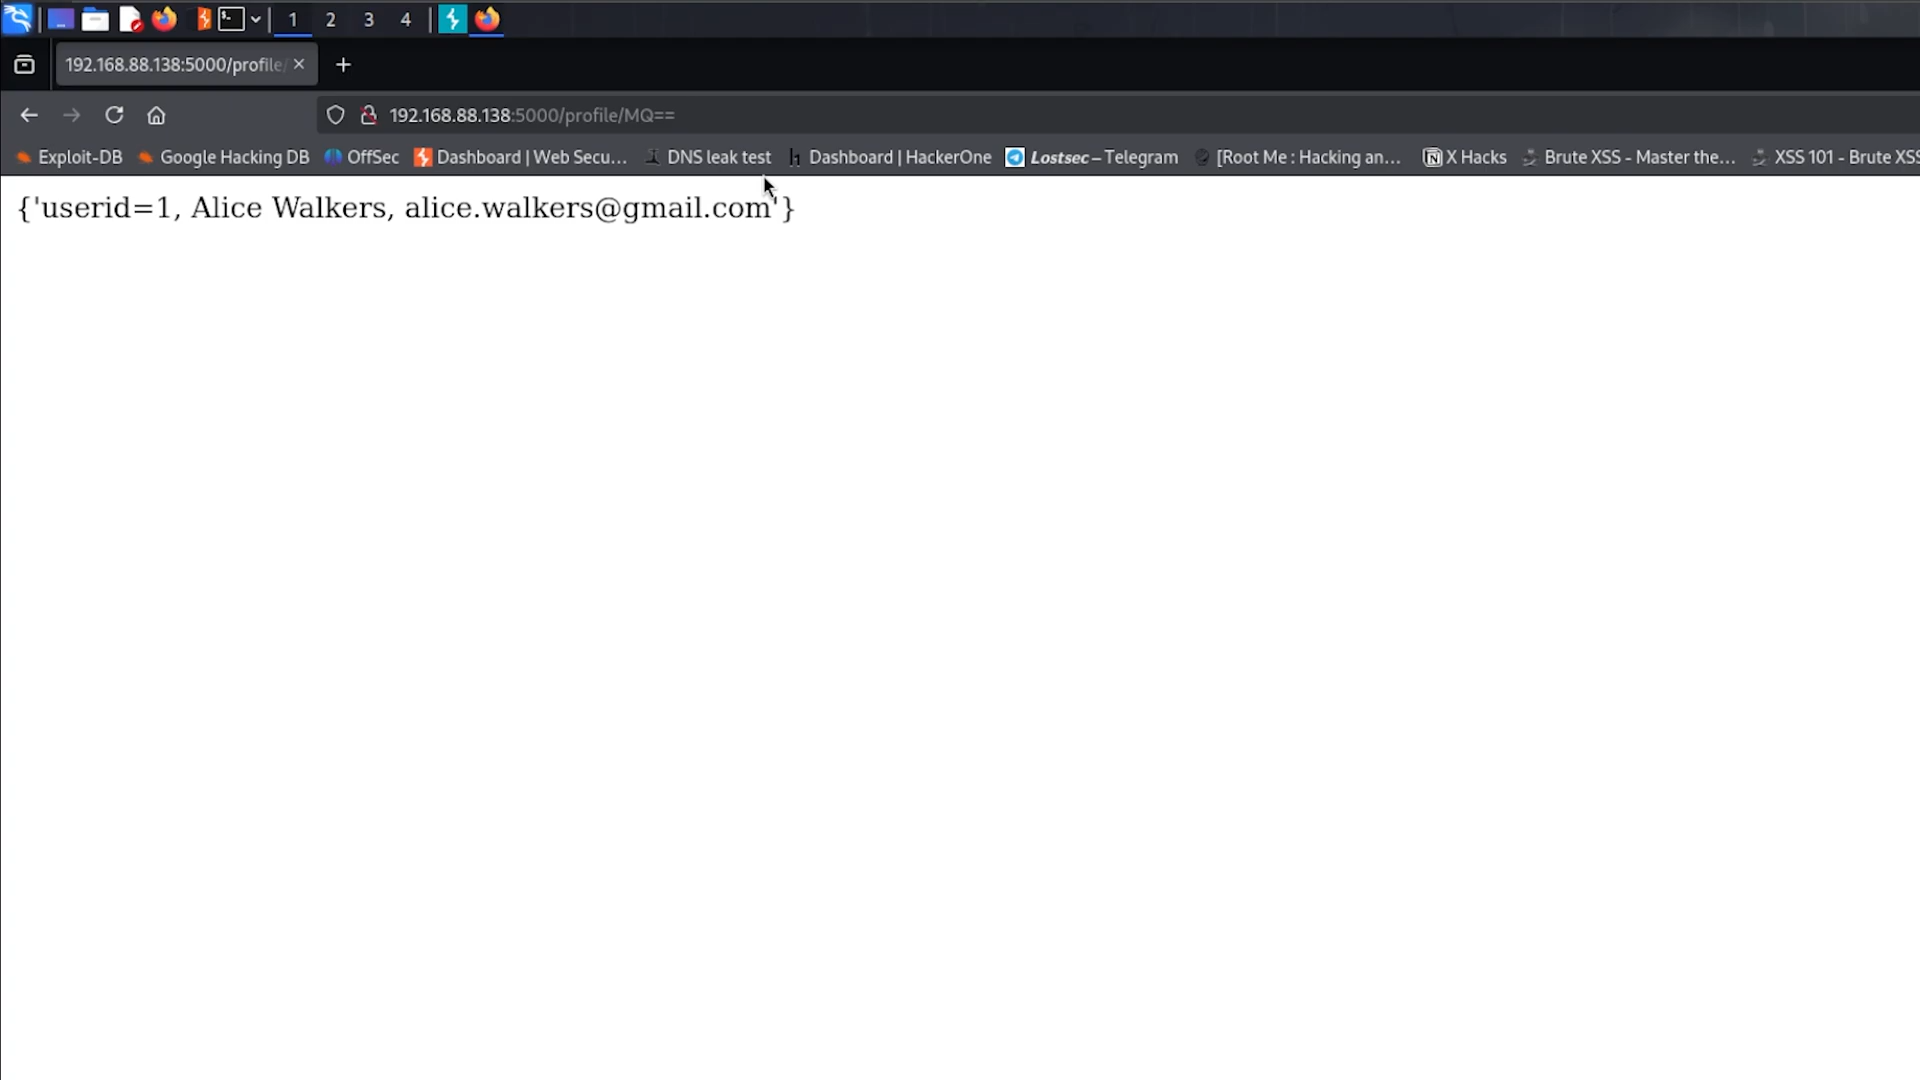 1 2 3 4
192.168.88.138:5000/profile/
192.168.88.138:5000/profile/MQ==
Exploit-DB Google Hacking DB OffSec Dashboard | Web Secu... DNS leak test Dashboard | HackerOne Lostsec – Telegram [Root Me : Hacking an... X Hacks Brute XSS - Master the... XSS 101 - Brute XSS
{'userid=1, Alice Walkers, alice.walkers@gmail.com'}